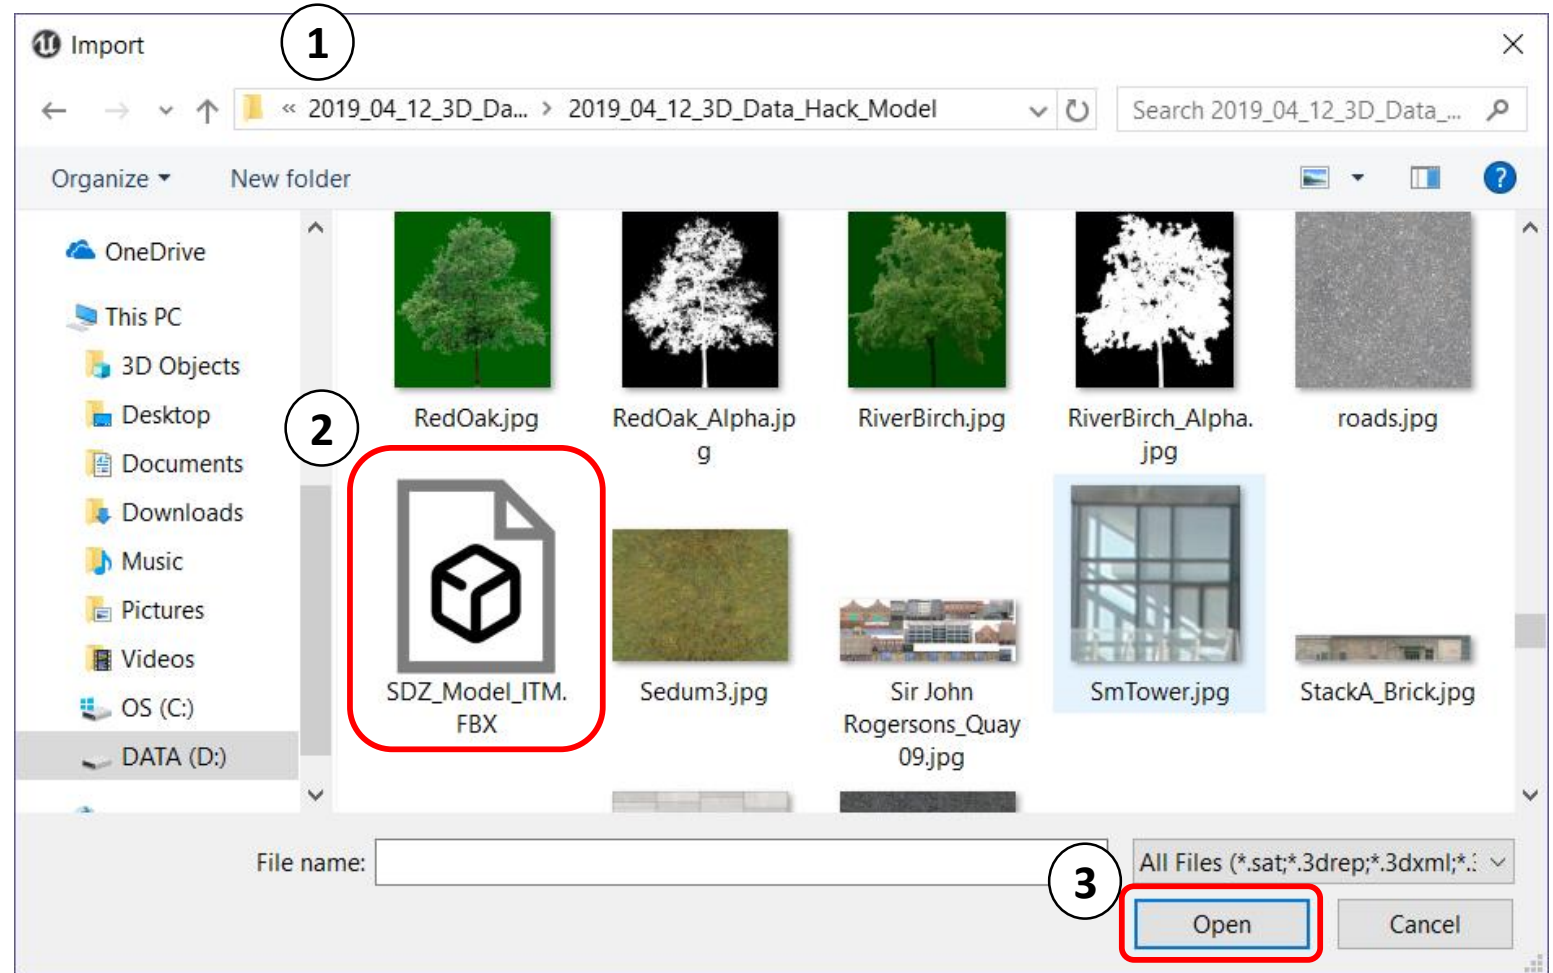 Import
1
« 2019_04_12_3D_Da... > 2019_04_12_3D_Data_Hack_Model
Search 2019_04_12_3D_Data_...
Organize
New folder
?
OneDrive
This PC
3D Objects
Desktop
Documents
Downloads
Music
Pictures
Videos
OS (C:)
DATA (D:)
RedOak.jpg
RedOak_Alpha.jp
g
RiverBirch.jpg
RiverBirch_Alpha.
jpg
roads.jpg
2
SDZ_Model_ITM.
FBX
Sedum3.jpg
Sir John
Rogersons_Quay
09.jpg
SmTower.jpg
StackA_Brick.jpg
File name:
All Files (*.sat;*.3drep;*.3dxml;*.:
3
Open
Cancel